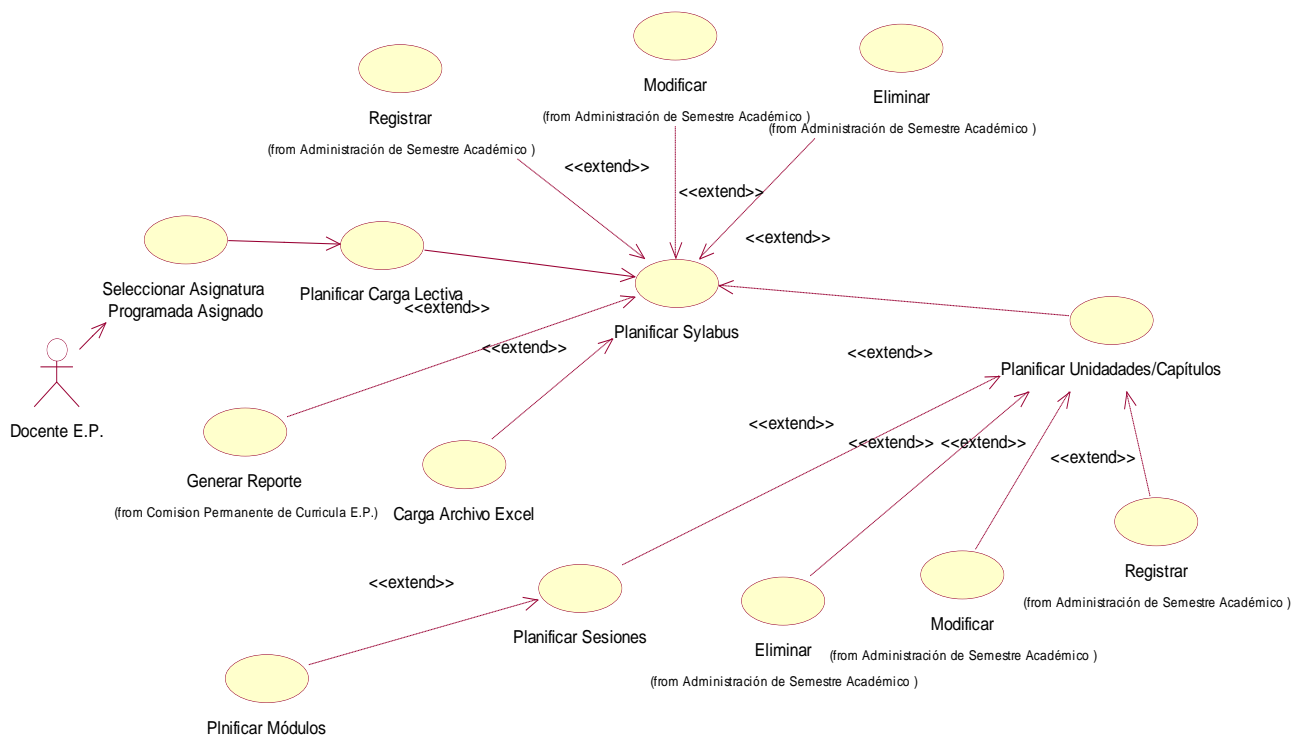 Modificar
(from Administración de Semestre Académico )
Eliminar
(from Administración de Semestre Académico )
Registrar
(from Administración de Semestre Académico )
<<extend>>
<<extend>>
<<extend>>
Seleccionar Asignatura
Programada Asignado
Planificar Carga Lectiva
<<extend>>
Planificar Sylabus
<<extend>>
<<extend>>
Planificar Unidadades/Capítulos
Docente E.P.
<<extend>>
<<extend>>
<<extend>>
<<extend>>
Generar Reporte
(from Comision Permanente de Curricula E.P.)
Carga Archivo Excel
Registrar
(from Administración de Semestre Académico )
<<extend>>
Planificar Sesiones
Modificar
(from Administración de Semestre Académico )
Eliminar
(from Administración de Semestre Académico )
Plnificar Módulos